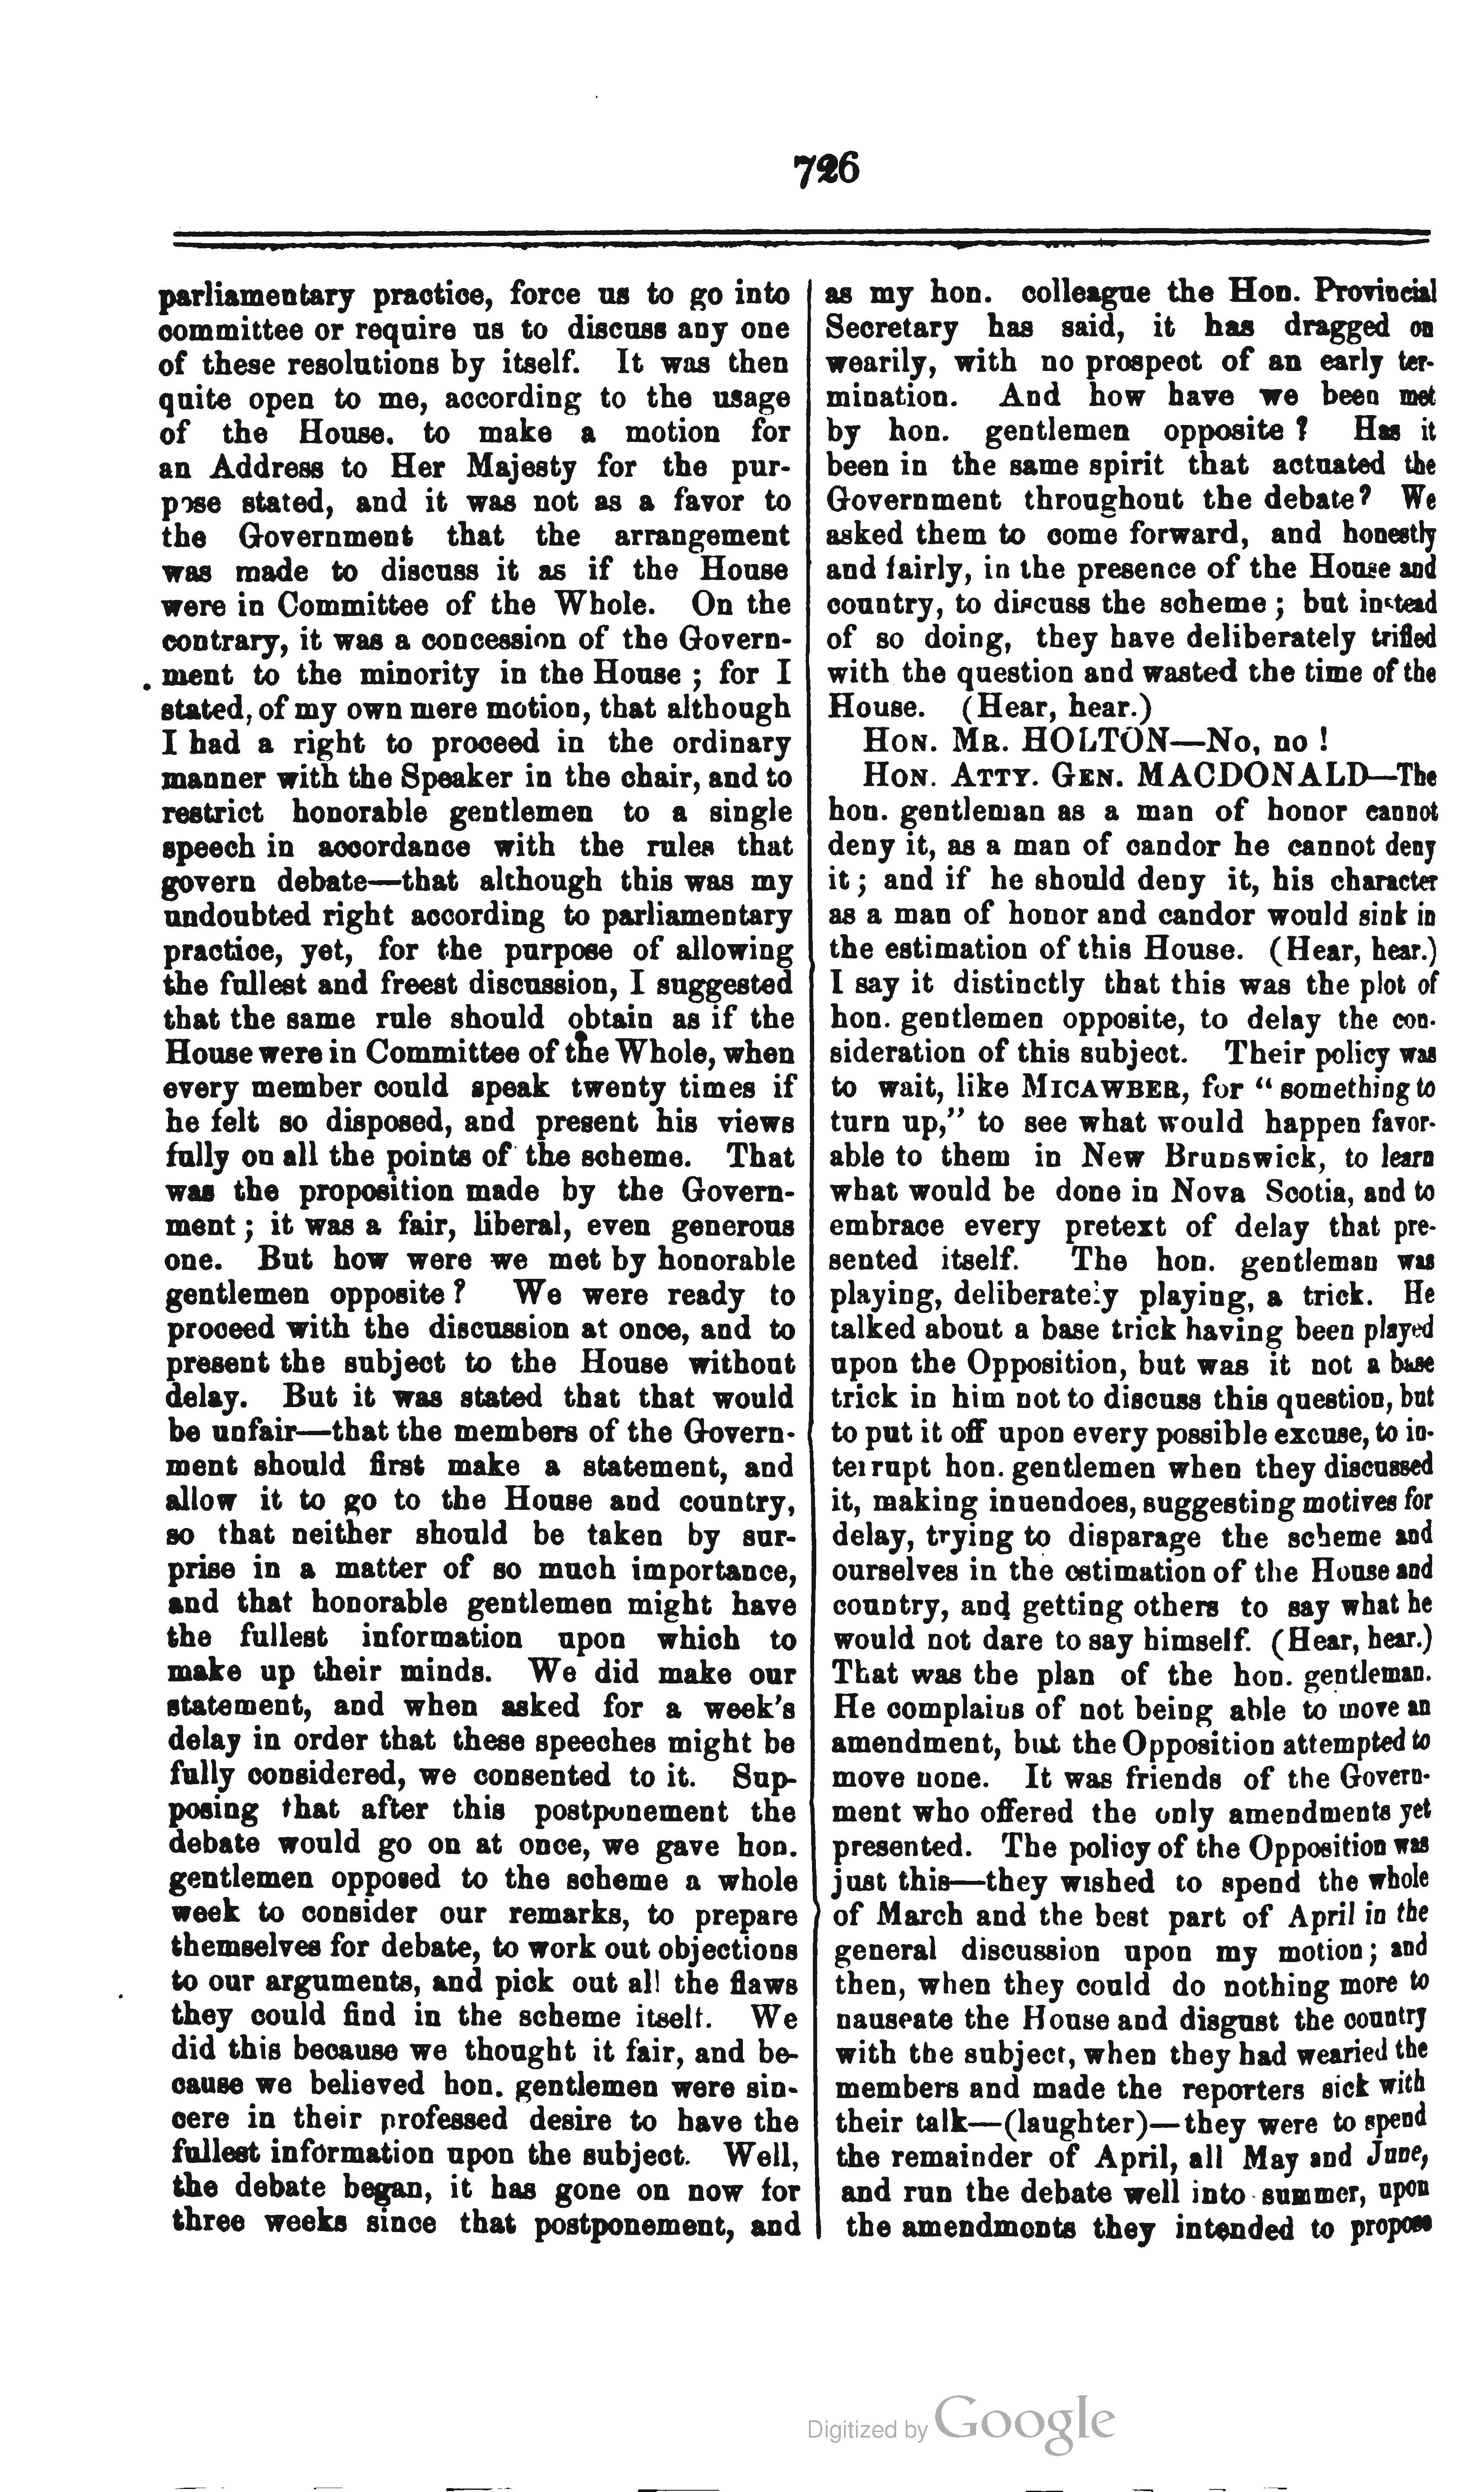 726
parliamentary practice, force us to go into
committee or require us to discuss any one
of these resolutions by itself. It was then
quite open to me, according to the usage
of the House, to make a motion for
an Address to Her Majesty for the pur-
pose stated, and it was not as a favor to
the Government that the arrangement
was made to discuss it as if the House
were in Committee of the Whole. On the
contrary, it was a concession of the Govern-
ment to the minority in the House ; for I
stated, of my own mere motion, that although
I had a right to proceed in the ordinary
manner with the Speaker in the chair, and to
restrict honorable gentlemen to a single
speech in accordance with the rules that
govern debate—that although this was my
undoubted right according to parliamentary
practice, yet, for the purpose of allowing
the fullest and freest discussion, I suggested
that the same rule should obtain as if the
House were in Committee of the Whole, when
every member could speak twenty times if
he felt so disposed, and present his views
fully on all the points of the scheme. That
was the proposition made by the Govern-
ment ; it was a fair, liberal, even generous
one. But how were we met by honorable
gentlemen opposite ? We were ready to
proceed with the discussion at once, and to
present the subject to the House without
delay. But it was stated that that would
be unfair—that the members of the Govern-
ment should first make a statement, and
allow it to go to the House and country,
so that neither should be taken by sur-
prise in a matter of so much importance,
and that honorable gentlemen might have
the fullest information upon which to
make up their minds. We did make our
statement, and when asked for a week's
delay in order that these speeches might be
fully considered, we consented to it. Sup-
posing that after this postponement the
debate would go on at once, we gave hon.
gentlemen opposed to the scheme a whole
week to consider our remarks, to prepare
themselves for debate, to work out objections
to our arguments, and pick out all the flaws
they could find in the scheme itself. We
did this because we thought it fair, and be-
cause we believed hon. gentlemen were sin-
cere in their professed desire to have the
fullest information upon the subject. Well,
the debate began, it has gone on now for
three weeks since that postponement, and
as my hon. colleague the Hon. Provincial
Secretary has said, it has dragged on
wearily, with no prospect of an early ter-
mination. And how have we been met
by hon. gentlemen opposite ? Has it
been in the same spirit that actuated the
Government throughout the debate? We
asked them to come forward, and honestly
and fairly, in the presence of the House and
country, to discuss the scheme ; but instead
of so doing, they have deliberately trifled
with the question and wasted the time of the
House. (Hear, hear.)
HON. MR. HOLTON—No, no !
HON. ATTY. GEN. MACDONALD—The
hon. gentleman as a man of honor cannot
deny it, as a man of candor he cannot deny
it ; and if he should deny it, his character
as a man of honor and candor would sink in
the estimation of this House. (Hear, hear.)
I say it distinctly that this was the plot of
hon. gentlemen opposite, to delay the con-
sideration of this subject. Their policy was
to wait, like MICAWBER, for “ something to
turn up,” to see what would happen favor-
able to them in New Brunswick, to learn
what would be done in Nova Scotia, and to
embrace every pretext of delay that pre-
sented itself. The hon. gentleman was
playing, deliberately playing, a trick. He
talked about a base trick having been played
upon the Opposition, but was it not a base
trick in him not to discuss this question, but
to put it off upon every possible excuse, to in-
terrupt hon. gentlemen when they discussed
it, making inuendoes, suggesting motives for
delay, trying to disparage the scheme and
ourselves in the estimation of the House and
country, and getting others to say what he
would not dare to say himself. (Hear, hear.)
That was the plan of the hon. gentleman.
He complains of not being able to move an
amendment, but the Opposition attempted to
move none. It was friends of the Govern-
ment who offered the only amendments yet
presented. The policy of the Opposition was
just this—they wished to spend the whole
of March and the best part of April in the
general discussion upon my motion ; and
then, when they could do nothing more to
nauseate the House and disgust the country
with the subject, when they had wearied the
members and made the reporters sick with
their talk—(laughter)—they were to spend
the remainder of April, all May and June,
and run the debate well into summer, upon
the amendments they intended to propose
Digitized by Google